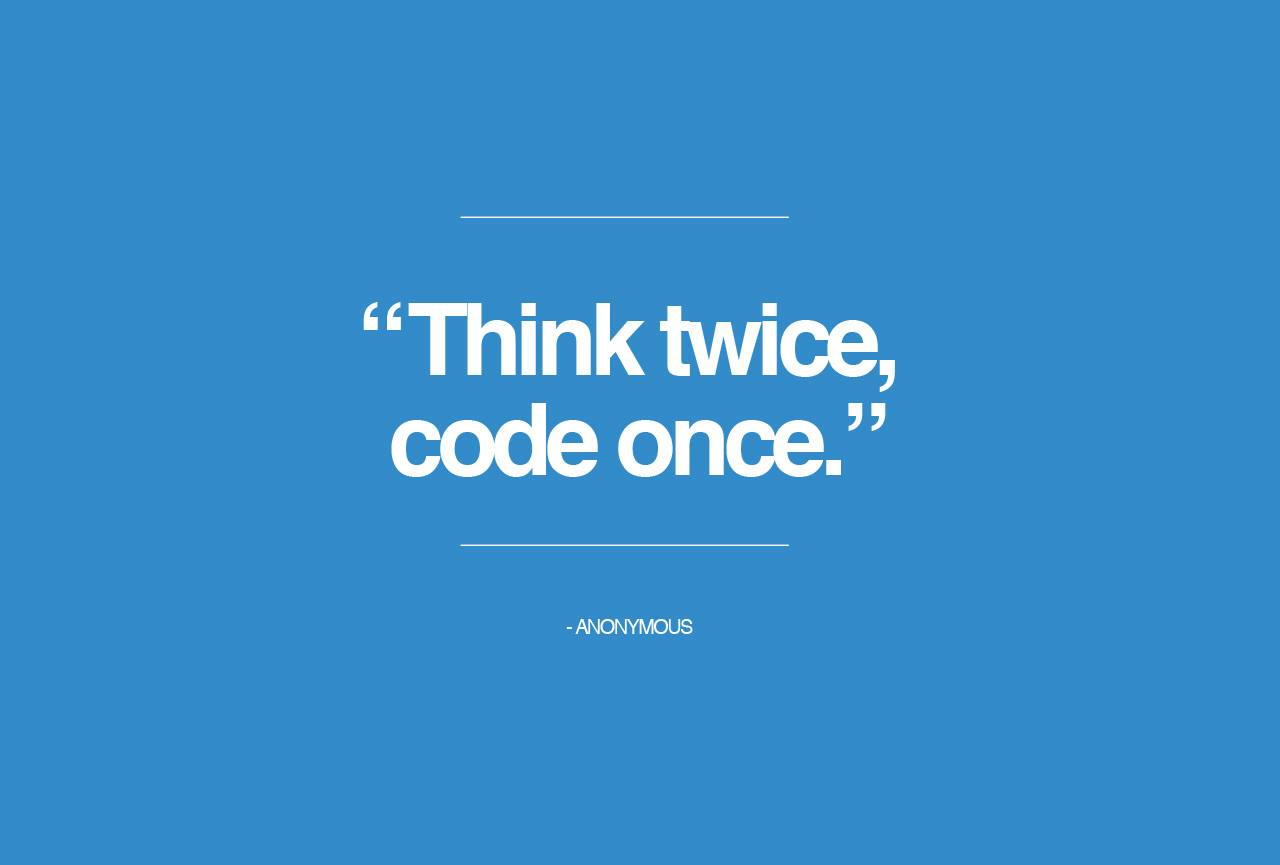 “Think twice,
code once.”
- ANONYMOUS